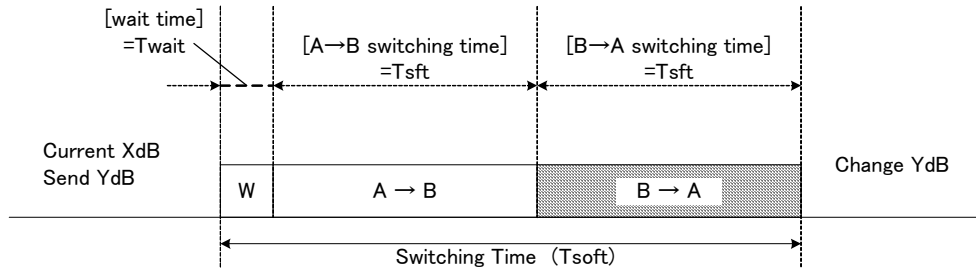 [wait time]
=Twait
[A→B switching time]
=Tsft
[B→A switching time]
=Tsft
Current XdB
Send YdB
W
A → B
B → A
Change YdB
Switching Time (Tsoft)